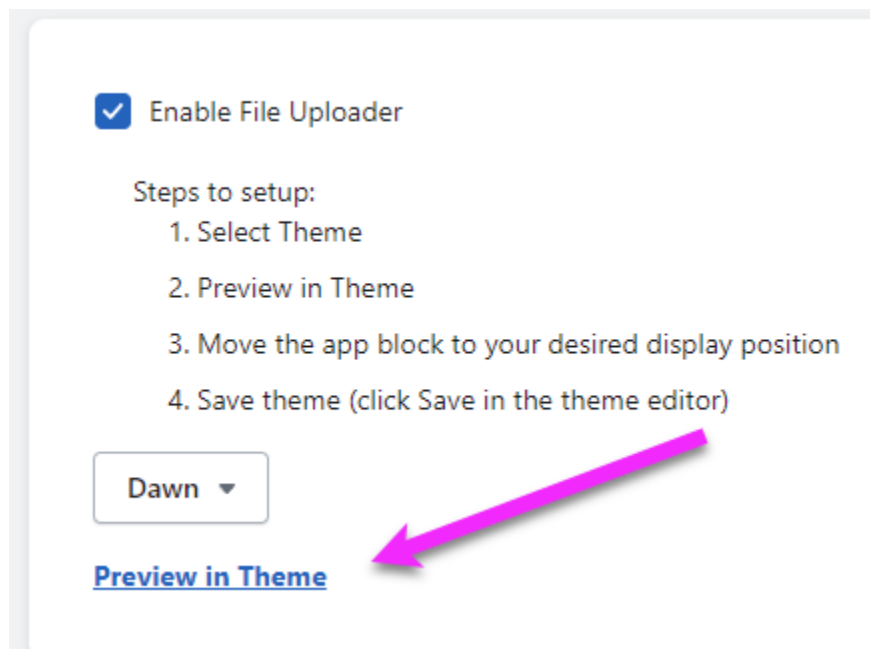 Enable File Uploader
Steps to setup:
1. Select Theme
2. Preview in Theme
3. Move the app block to your desired display position
4. Save theme (click Save in the theme editor)
Dawn
Preview in Theme